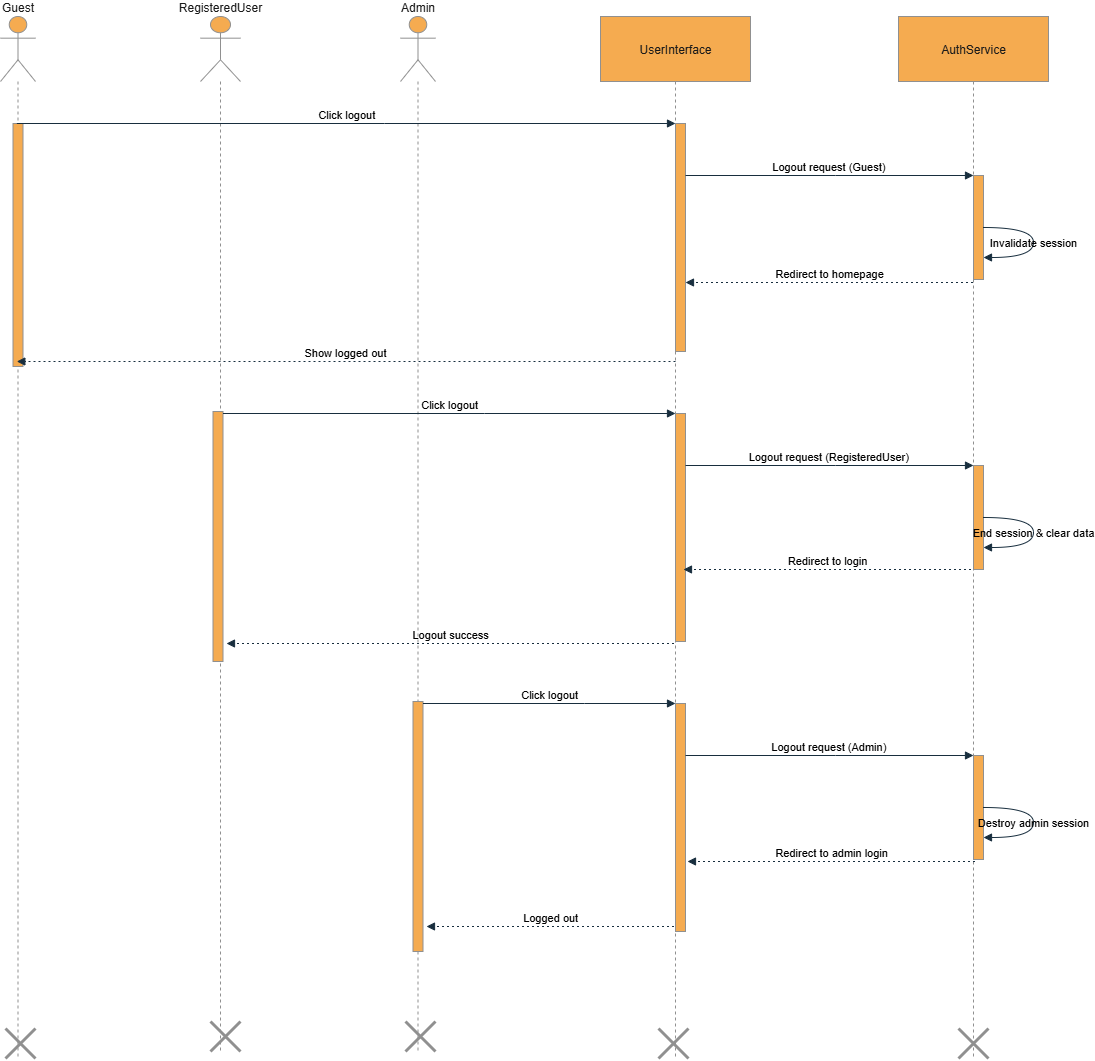 Guest
RegisteredUser
Admin
UserInterface
AuthService
Click logout
Logout request (Guest)
Invalidate session
Redirect to homepage
Show logged out
Click logout
Logout request (RegisteredUser)
End session & clear data
Redirect to login
Logout success
Click logout
Logout request (Admin)
Destroy admin session
Redirect to admin login
Logged out